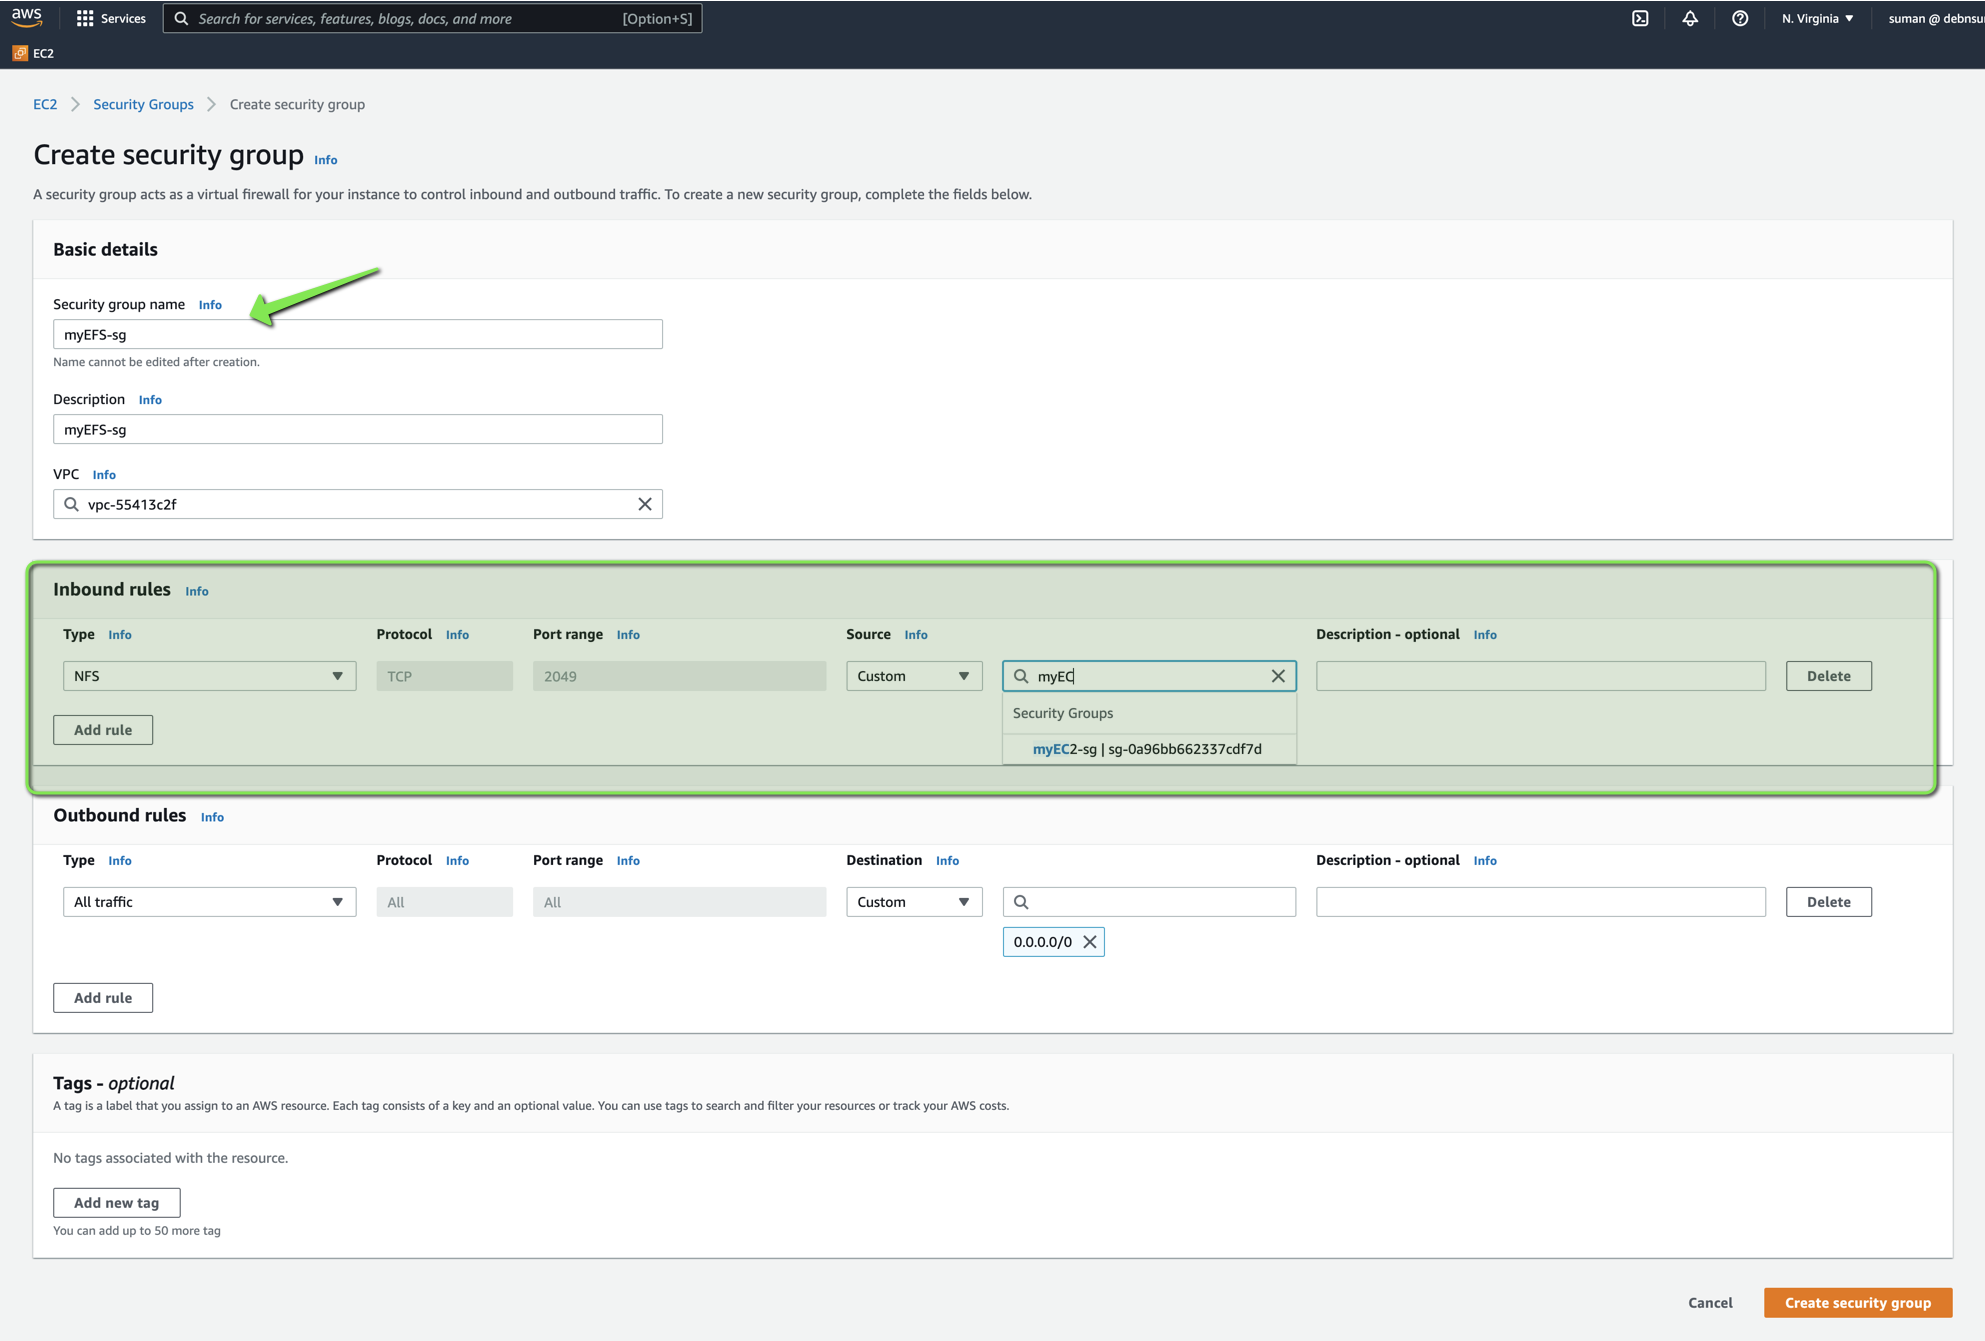 aws Services Search for services, features, blogs, docs, and more [Option+S] N. Virginia ▼ suman @ debnsu
EC2
EC2 > Security Groups > Create security group
Create security group Info
A security group acts as a virtual firewall for your instance to control inbound and outbound traffic. To create a new security group, complete the fields below.
Basic details
Security group name Info
myEFS-sg
Name cannot be edited after creation.
Description Info
myEFS-sg
VPC Info
vpc-55413c2f
Inbound rules Info
Type Info Protocol Info Port range Info Source Info Description - optional Info
NFS TCP 2049 Custom myEC Delete
Add rule
Security Groups
myEC2-sg | sg-0a96bb662337cdf7d
Outbound rules Info
Type Info Protocol Info Port range Info Destination Info Description - optional Info
All traffic All All Custom Delete
0.0.0.0/0
Add rule
Tags - optional
A tag is a label that you assign to an AWS resource. Each tag consists of a key and an optional value. You can use tags to search and filter your resources or track your AWS costs.
No tags associated with the resource.
Add new tag
You can add up to 50 more tag
Cancel Create security group